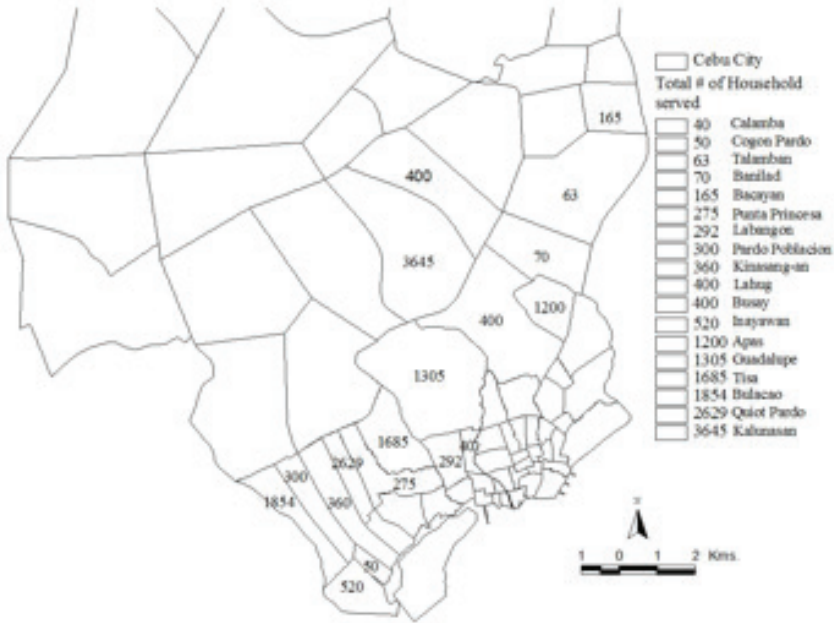 Cebu City
Total # of Household
served
40 Calamba
50 Cogon Pardo
63 Talamban
70 Banilad
165 Bacayan
275 Punta Princesa
292 Labangon
300 Pardo Poblacion
360 Kinasang-an
400 Lahug
400 Busay
520 Inayawan
1200 Apas
1305 Guadalupe
1685 Tisa
1854 Bulacao
2629 Quiot Pardo
3645 Kalunasan
165
400
63
3645
70
1200
400
1305
1685
40
2629
292
300
275
1854
360
50
520
1 0 1 2 Kms.